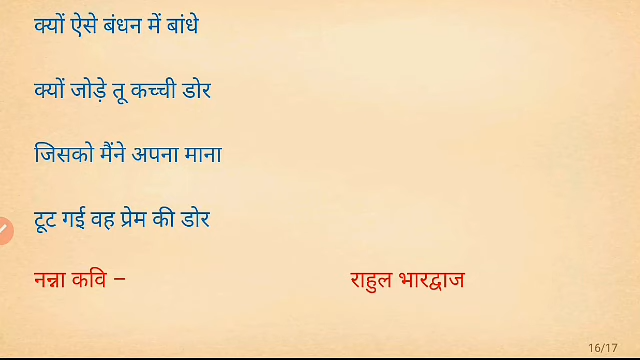 क्यों ऐसे बंधन में बांधे
क्यों जोड़े तू कच्ची डोर
जिसको मैंने अपना माना
टूट गई वह प्रेम की डोर
नन्ना कवि – राहुल भारद्वाज
16/17